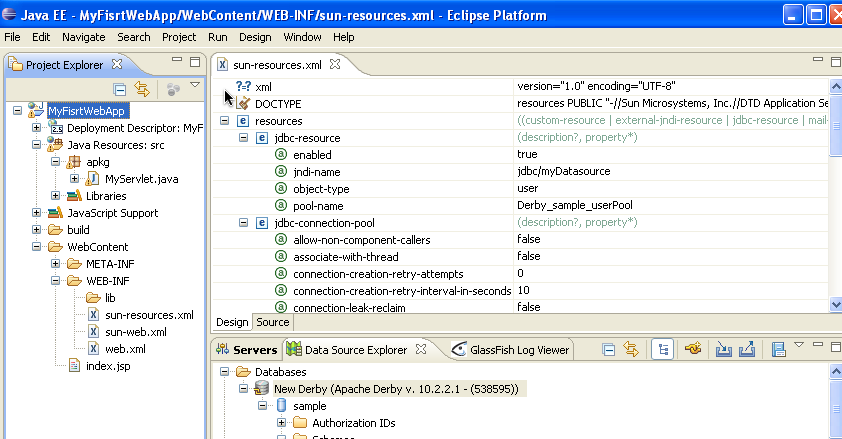 Java EE - MyFisrtWebApp/WebContent/WEB-INF/sun-resources.xml - Eclipse Platform
File Edit Navigate Search Project Run Design Window Help
Project Explorer
MyFisrtWebApp
Deployment Descriptor: MyF
Java Resources: src
apkg
MyServlet.java
Libraries
JavaScript Support
build
WebContent
META-INF
WEB-INF
lib
sun-resources.xml
sun-web.xml
web.xml
index.jsp
sun-resources.xml
?-? xml version="1.0" encoding="UTF-8"
DOCTYPE resources PUBLIC "-//Sun Microsystems, Inc.//DTD Application Se
resources ((custom-resource | external-jndi-resource | jdbc-resource | mail-
jdbc-resource (description?, property*)
enabled true
jndi-name jdbc/myDatasource
object-type user
pool-name Derby_sample_userPool
jdbc-connection-pool (description?, property*)
allow-non-component-callers false
associate-with-thread false
connection-creation-retry-attempts 0
connection-creation-retry-interval-in-seconds 10
connection-leak-reclaim false
Design Source
Servers Data Source Explorer GlassFish Log Viewer
Databases
New Derby (Apache Derby v. 10.2.2.1 - (538595))
sample
Authorization IDs